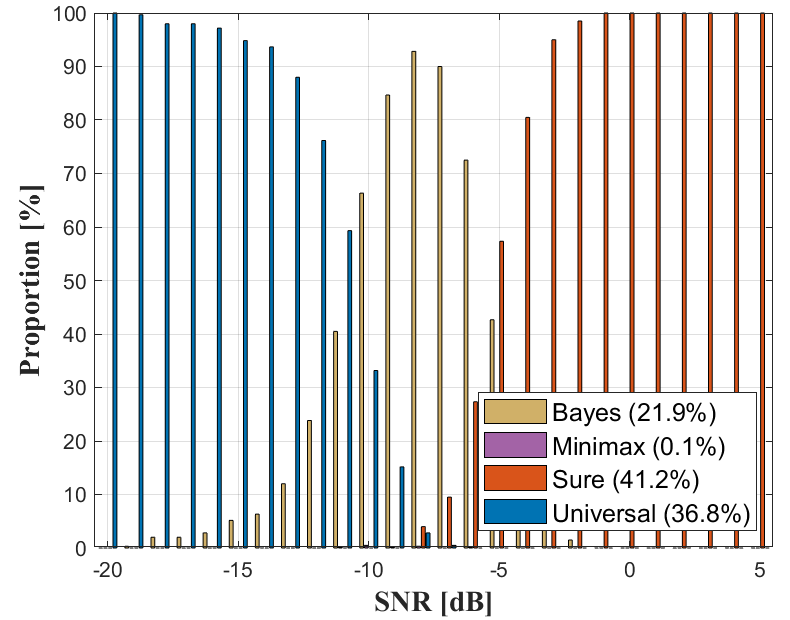 100
90
80
70
60
50
40
30
20
10
0
Proportion [%]
Bayes (21.9%)
Minimax (0.1%)
Sure (41.2%)
Universal (36.8%)
-20 -15 -10 -5 0 5
SNR [dB]